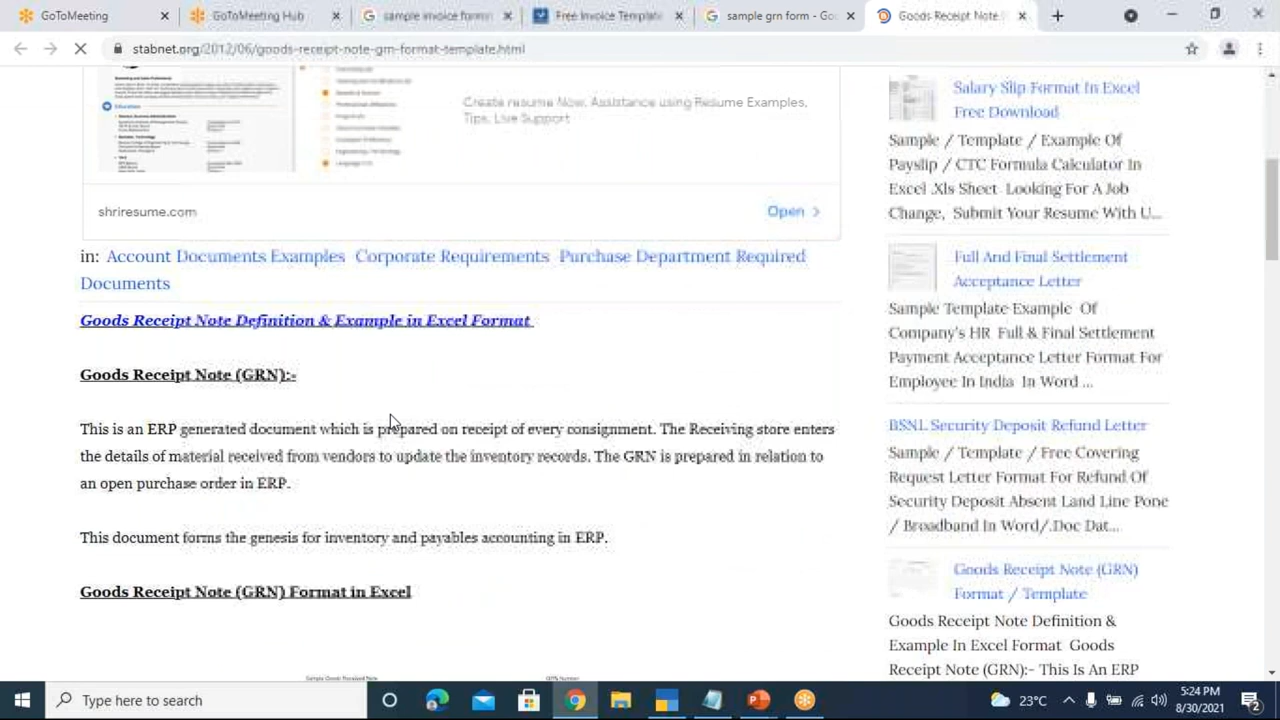 GoToMeeting
GoToMeeting Hub
sample invoice formin
Free Invoice Template
sample grn form - Go
Goods Receipt Note
stabnet.org/2012/06/goods-receipt-note-grn-format-template.html
Education
Create resume
Assistance using Resume Examples,
Tips, Live Support
shriresume.com
Open
in: Account Documents Examples Corporate Requirements Purchase Department Required
Documents
Goods Receipt Note Definition & Example in Excel Format
Goods Receipt Note (GRN):-
This is an ERP generated document which is prepared on receipt of every consignment. The Receiving store enters
the details of material received from vendors to update the inventory records. The GRN is prepared in relation to
an open purchase order in ERP.
This document forms the genesis for inventory and payables accounting in ERP.
Goods Receipt Note (GRN) Format in Excel
Sample Goods Received Note
GRN Number
Salary Slip Format In Excel
Free Download
Sample / Template / Format Of
Payslip / CTC Formula Calculator In
Excel .Xls Sheet Looking For A Job
Change, Submit Your Resume With U...
Full And Final Settlement
Acceptance Letter
Sample Template Example Of
Company's HR Full & Final Settlement
Payment Acceptance Letter Format For
Employee In India In Word ...
BSNL Security Deposit Refund Letter
Sample / Template / Free Covering
Request Letter Format For Refund Of
Security Deposit Absent Land Line Pone
/ Broadband In Word/.Doc Dat...
Goods Receipt Note (GRN)
Format / Template
Goods Receipt Note Definition &
Example In Excel Format Goods
Receipt Note (GRN):- This Is An ERP
Type here to search
23°C
5:24 PM
8/30/2021
2